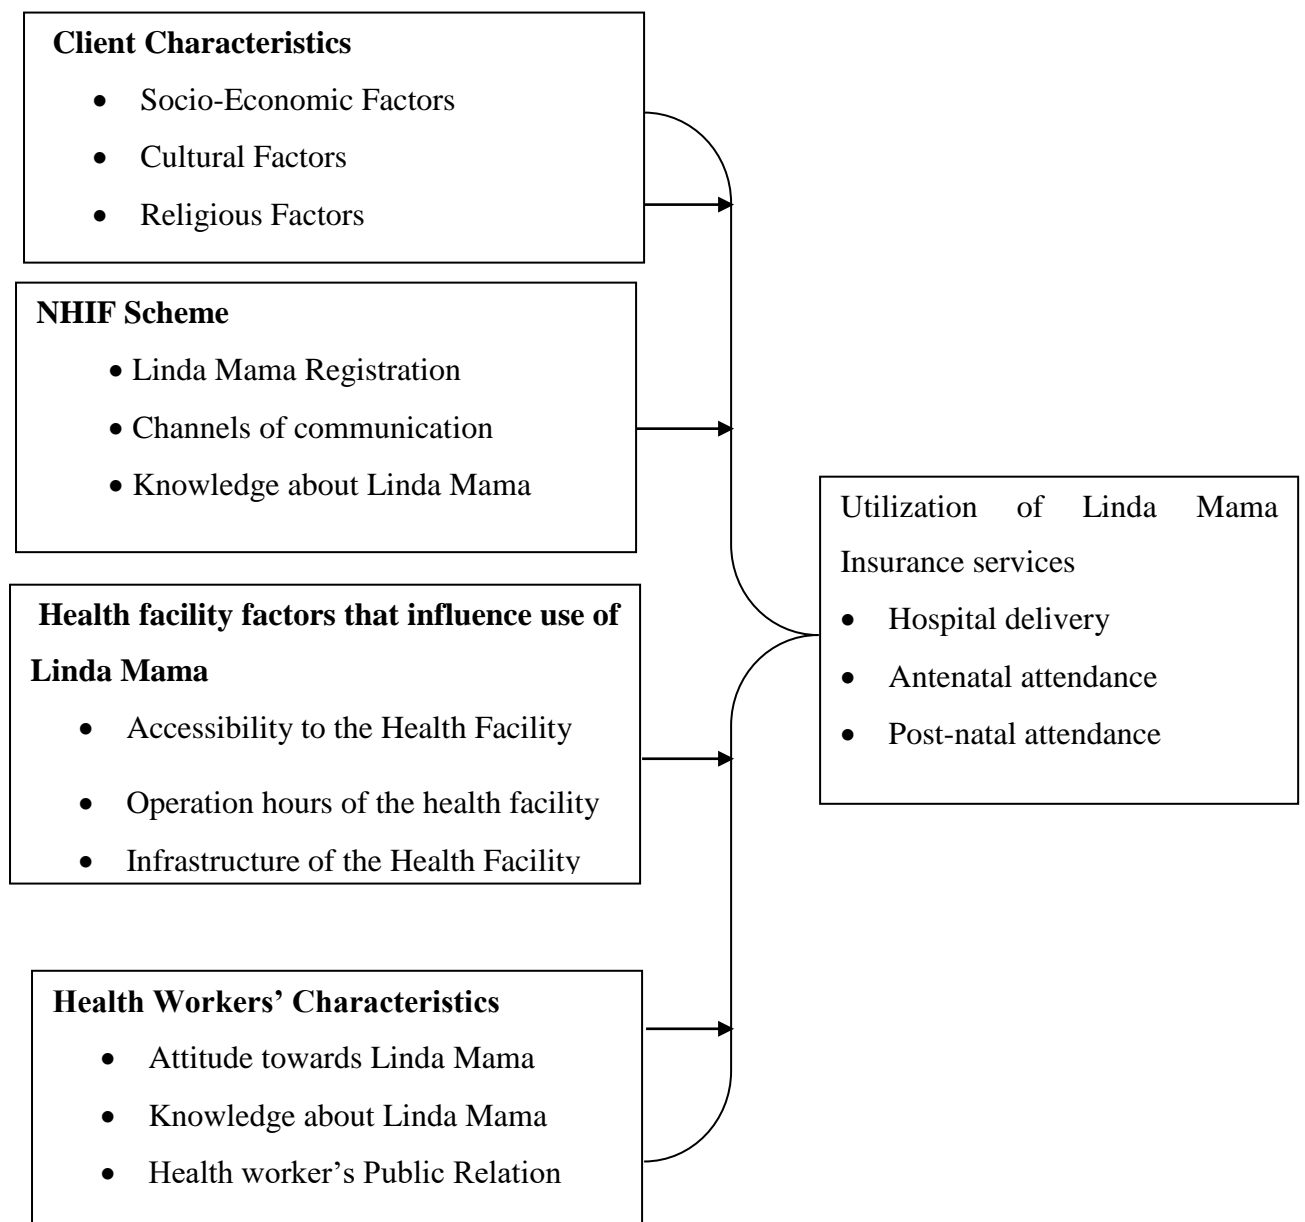 Client Characteristics
• Socio-Economic Factors
• Cultural Factors
• Religious Factors
NHIF Scheme
• Linda Mama Registration
• Channels of communication
• Knowledge about Linda Mama
Health facility factors that influence use of
Linda Mama
• Accessibility to the Health Facility
• Operation hours of the health facility
• Infrastructure of the Health Facility
Health Workers’ Characteristics
• Attitude towards Linda Mama
• Knowledge about Linda Mama
• Health worker’s Public Relation
Utilization of Linda Mama
Insurance services
• Hospital delivery
• Antenatal attendance
• Post-natal attendance